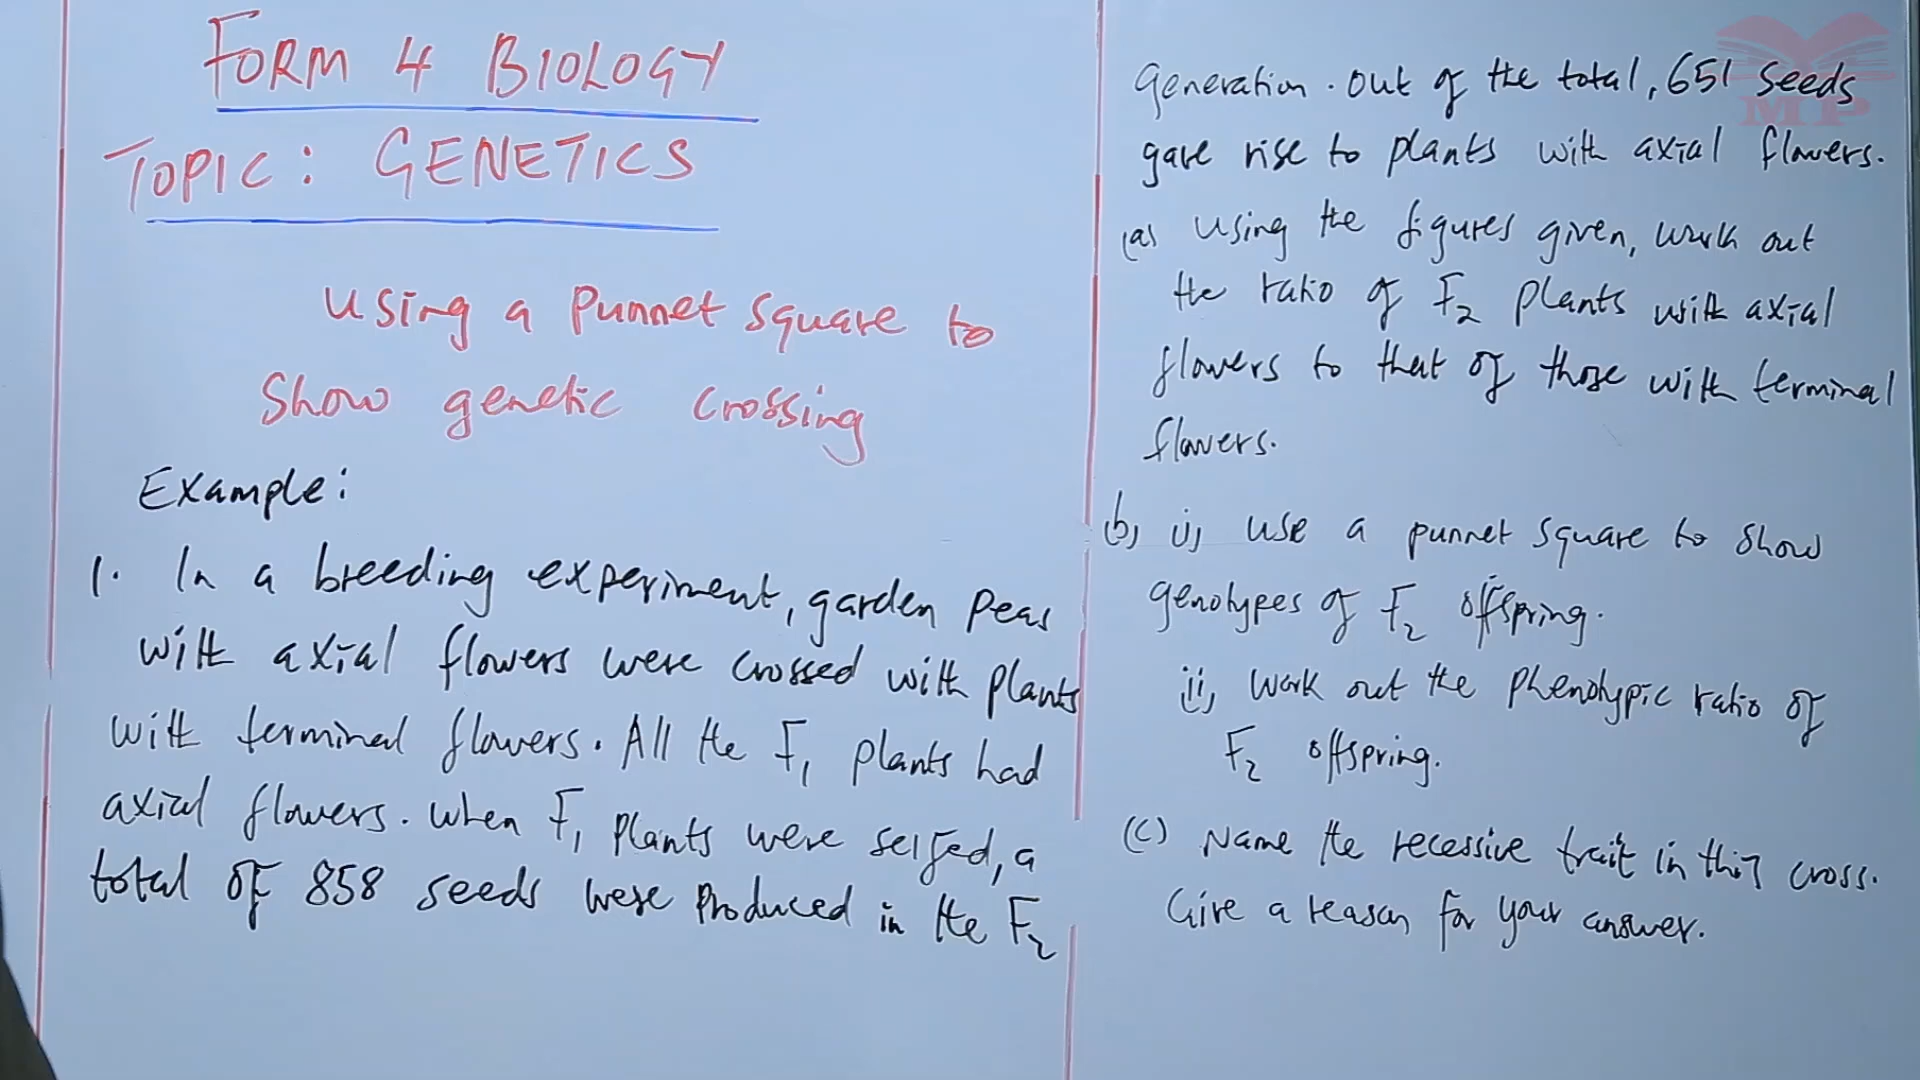 FORM 4 BIOLOGY
TOPIC: GENETICS
Using a punnet square to
Show genetic crossing
Example:
1. In a breeding experiment, garden peas
with axial flowers were crossed with plants
with terminal flowers. All the F1 plants had
axial flowers. When F1 plants were selfed, a
total of 858 seeds were produced in the F2
generation. Out of the total, 651 seeds
gave rise to plants with axial flowers.
(a) Using the figures given, work out
the ratio of F2 plants with axial
flowers to that of those with terminal
flowers.
(b) (i) Use a punnet square to show
genotypes of F2 offspring.
(ii) Work out the phenotypic ratio of
F2 offspring.
(c) Name the recessive trait in this cross.
Give a reason for your answer.
MP